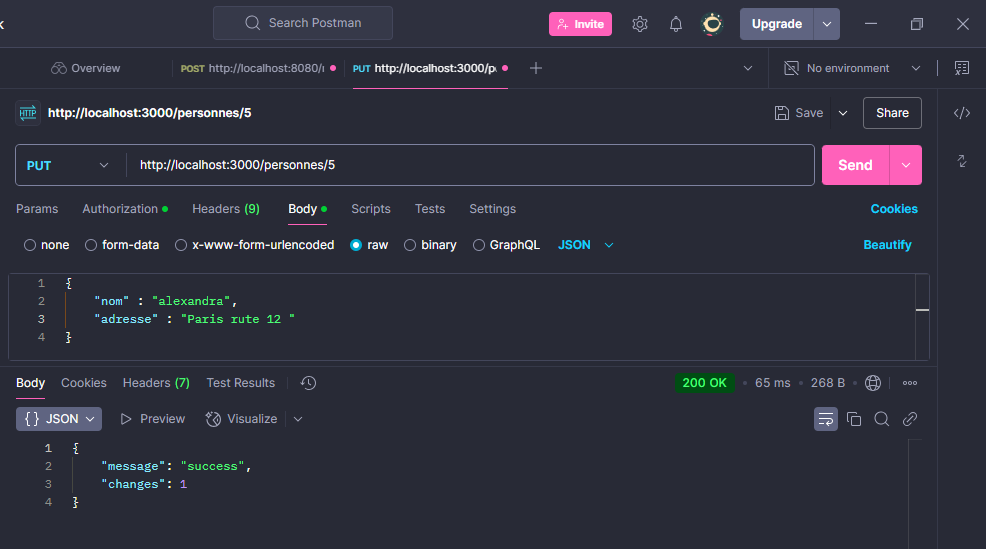 Search Postman
Invite
Upgrade
Overview
POST http://localhost:8080/
PUT http://localhost:3000/p
No environment
HTTP
http://localhost:3000/personnes/5
Save
Share
PUT
http://localhost:3000/personnes/5
Send
Params
Authorization
Headers (9)
Body
Scripts
Tests
Settings
Cookies
none
form-data
x-www-form-urlencoded
raw
binary
GraphQL
JSON
Beautify
1 {
2 "nom" : "alexandra",
3 "adresse" : "Paris rute 12 "
4 }
Body
Cookies
Headers (7)
Test Results
200 OK
65 ms
268 B
{} JSON
Preview
Visualize
1 {
2 "message": "success",
3 "changes": 1
4 }